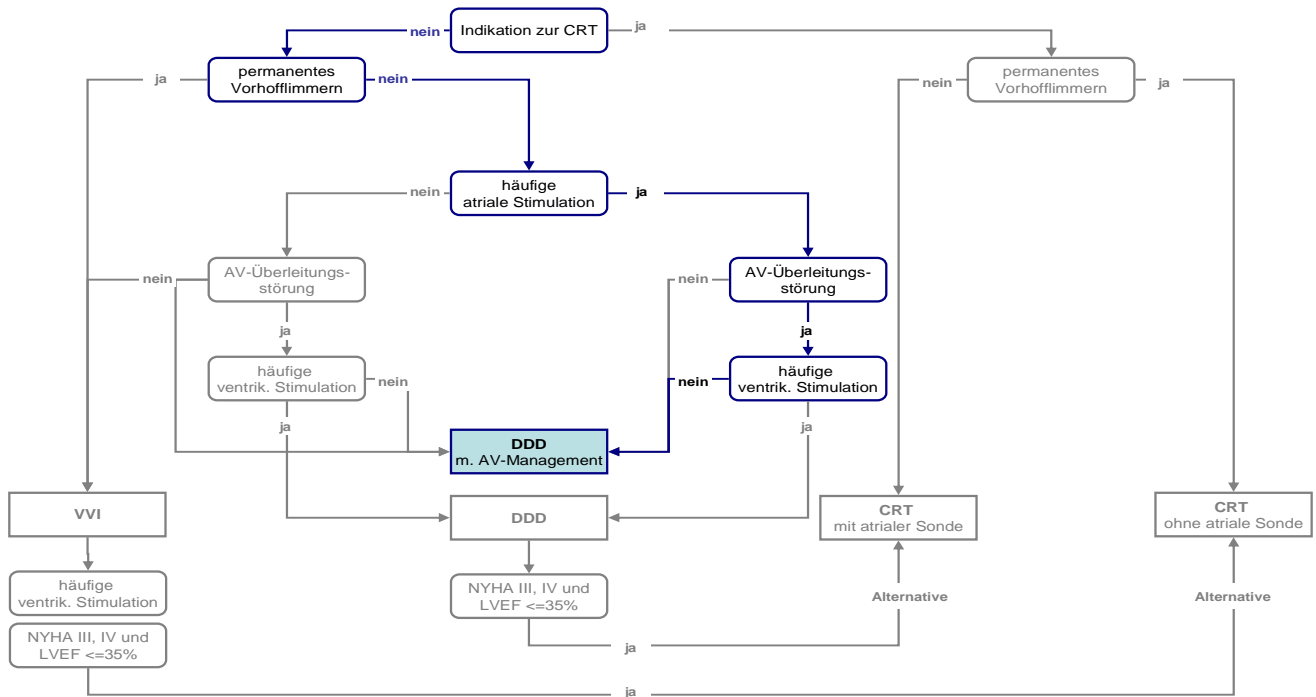 Indikation zur CRT
nein
ja
permanentes
Vorhofflimmern
ja
nein
permanentes
Vorhofflimmern
nein
ja
häufige
atriale Stimulation
nein
ja
AV-Überleitungs-
störung
nein
ja
AV-Überleitungs-
störung
nein
ja
häufige
ventrik. Stimulation
nein
ja
häufige
ventrik. Stimulation
nein
ja
DDD
m. AV-Management
VVI
DDD
CRT
mit atrialer Sonde
CRT
ohne atriale Sonde
häufige
ventrik. Stimulation
NYHA III, IV und
LVEF <=35%
Alternative
Alternative
NYHA III, IV und
LVEF <=35%
ja
ja